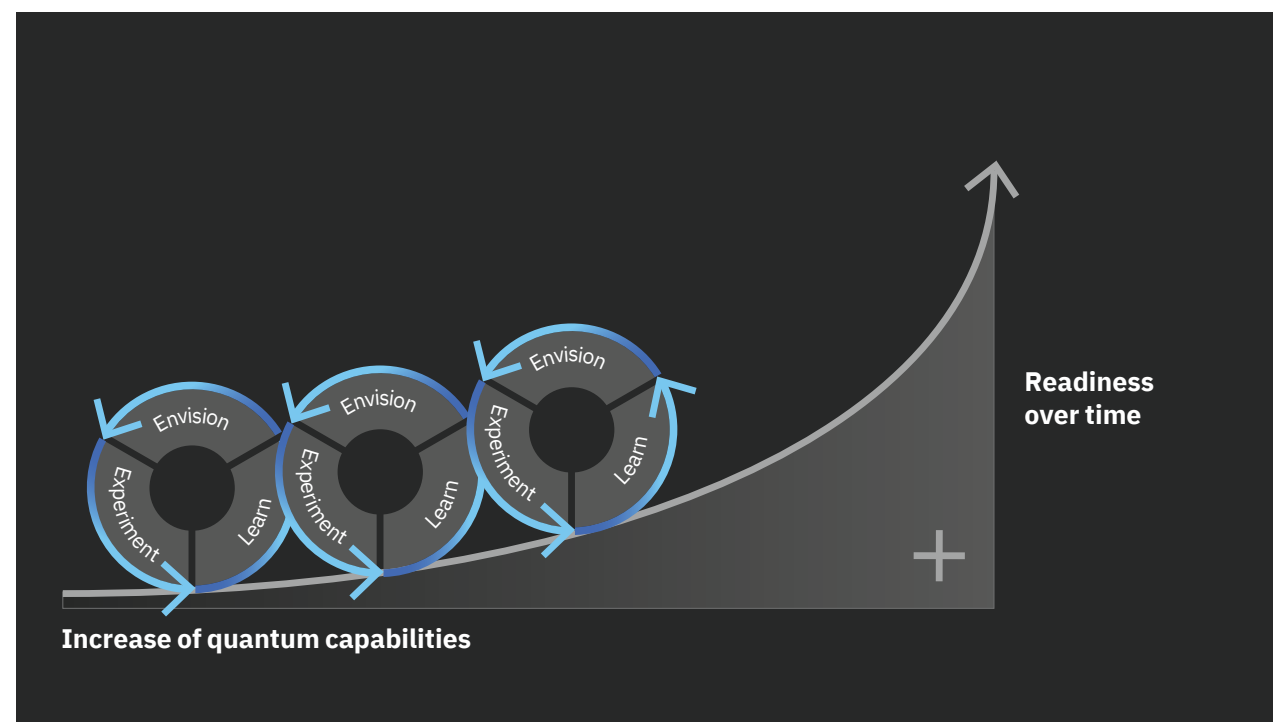 Envision
Experiment
Learn
Envision
Experiment
Learn
Envision
Experiment
Learn
Readiness
over time
Increase of quantum capabilities